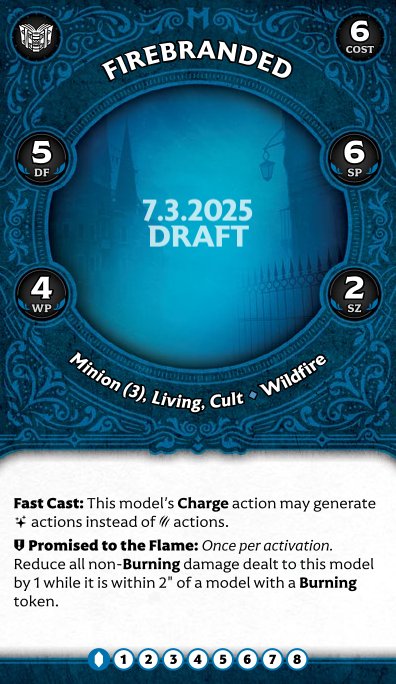 6
COST
FIREBRANDED
5
DF
6
SP
7.3.2025
DRAFT
4
WP
2
SZ
Minion (3), Living, Cult ◆ Wildfire
Fast Cast: This model's Charge action may generate
actions instead of actions.
Promised to the Flame: Once per activation.
Reduce all non-Burning damage dealt to this model
by 1 while it is within 2" of a model with a Burning
token.
1 2 3 4 5 6 7 8